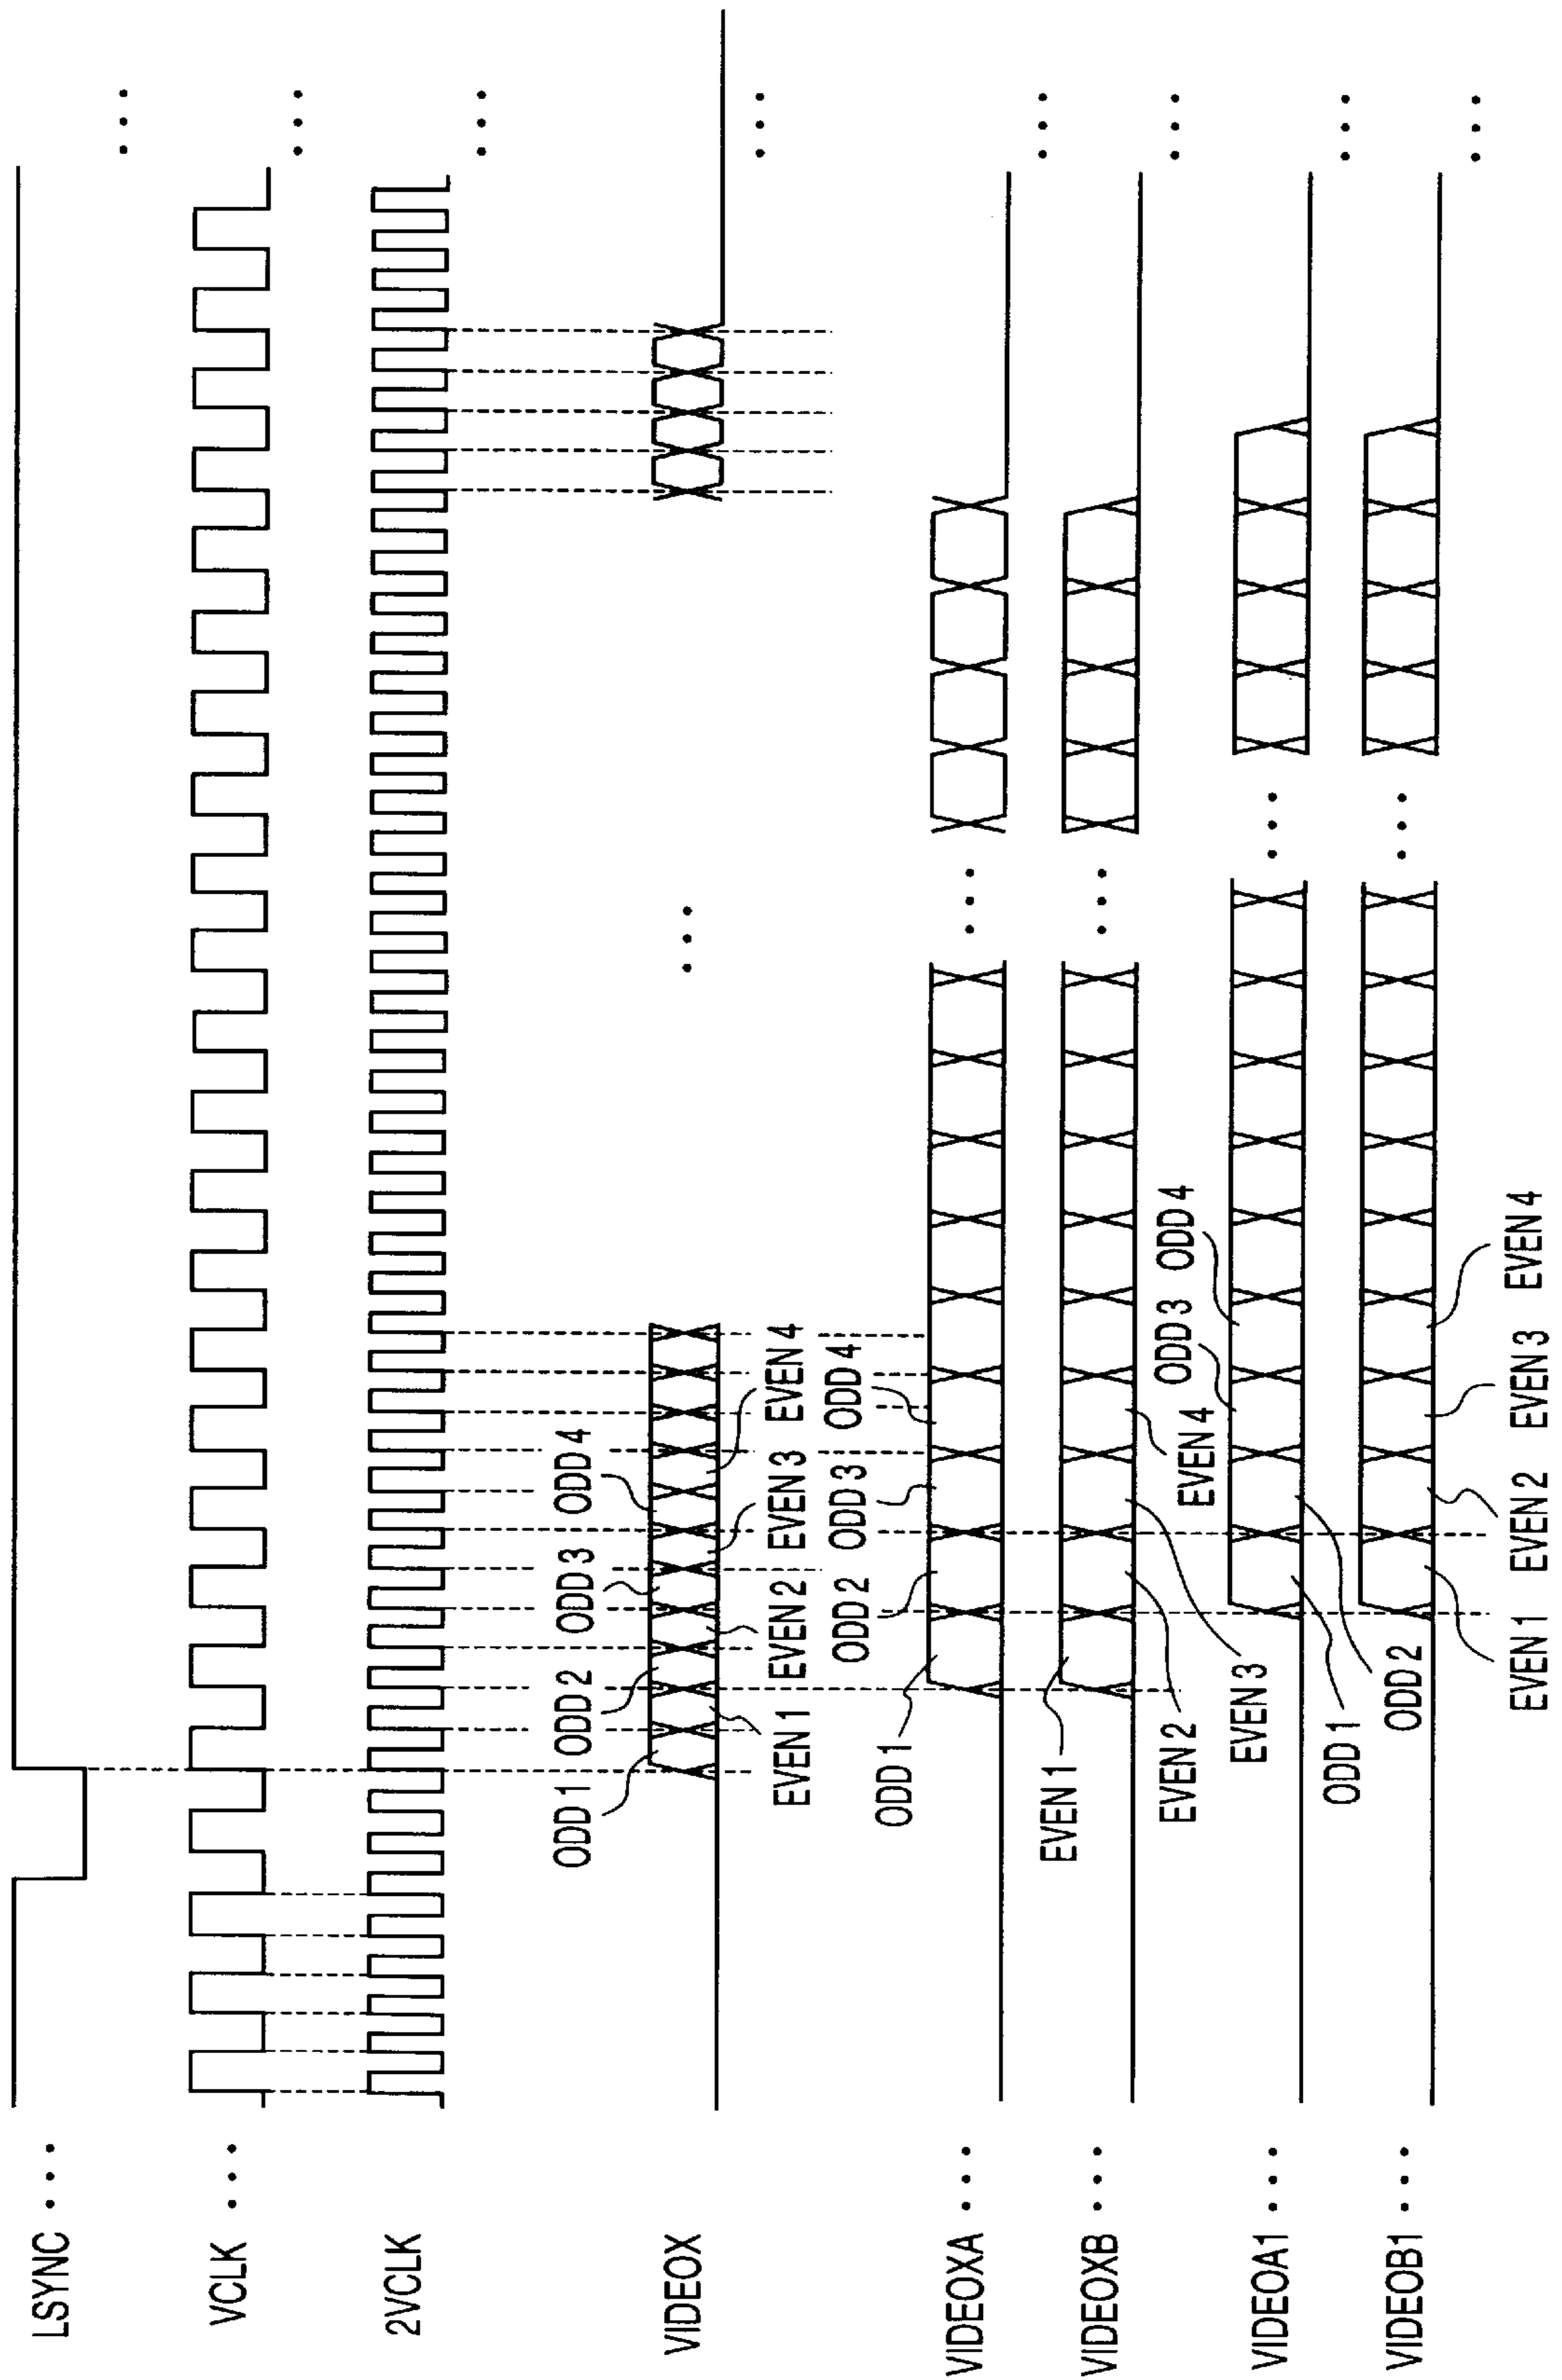 LSYNC
VCLK
2VCLK
ODD 1 ODD 2 ODD 3 ODD 4
VIDEOX
EVEN 1 EVEN 2 EVEN 3 EVEN 4
ODD 1 ODD 2 ODD 3 ODD 4
VIDEOXA
EVEN 1
VIDEOXB
EVEN 2 EVEN 3 EVEN 4
ODD 3 ODD 4
VIDEOA1
ODD 1 ODD 2
VIDEOB1
EVEN 1 EVEN 2 EVEN 3 EVEN 4